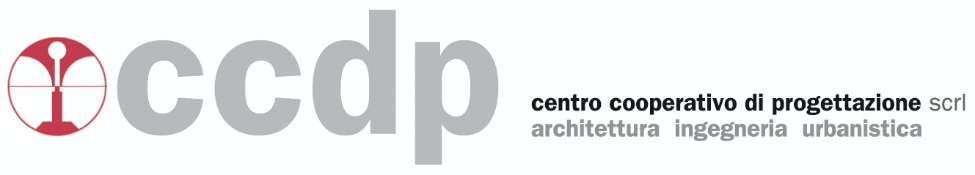 ccdp
centro cooperativo di progettazione scrl
architettura ingegneria urbanistica